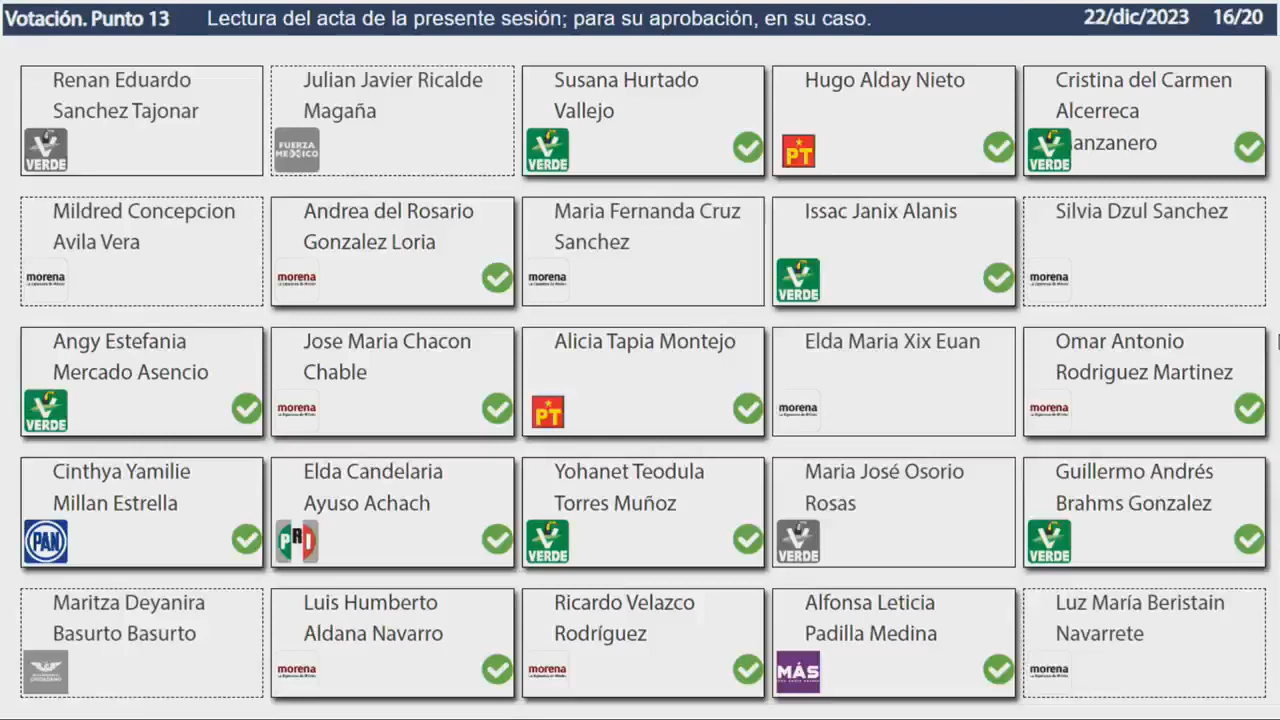 Votación. Punto 13 Lectura del acta de la presente sesión; para su aprobación, en su caso. 22/dic/2023 16/20
Renan Eduardo
Sanchez Tajonar
VERDE
Julian Javier Ricalde
Magaña
FUERZA
MEXICO
Susana Hurtado
Vallejo
VERDE
Hugo Alday Nieto
PT
Cristina del Carmen
Alcerreca
anzanero
VERDE
Mildred Concepcion
Avila Vera
morena
Andrea del Rosario
Gonzalez Loria
morena
Maria Fernanda Cruz
Sanchez
morena
Issac Janix Alanis
VERDE
Silvia Dzul Sanchez
morena
Angy Estefania
Mercado Asencio
VERDE
Jose Maria Chacon
Chable
morena
Alicia Tapia Montejo
PT
Elda Maria Xix Euan
morena
Omar Antonio
Rodriguez Martinez
morena
Cinthya Yamilie
Millan Estrella
PAN
Elda Candelaria
Ayuso Achach
PRI
Yohanet Teodula
Torres Muñoz
VERDE
Maria José Osorio
Rosas
VERDE
Guillermo Andrés
Brahms Gonzalez
VERDE
Maritza Deyanira
Basurto Basurto
Luis Humberto
Aldana Navarro
morena
Ricardo Velazco
Rodríguez
morena
Alfonsa Leticia
Padilla Medina
MÁS
Luz María Beristain
Navarrete
morena